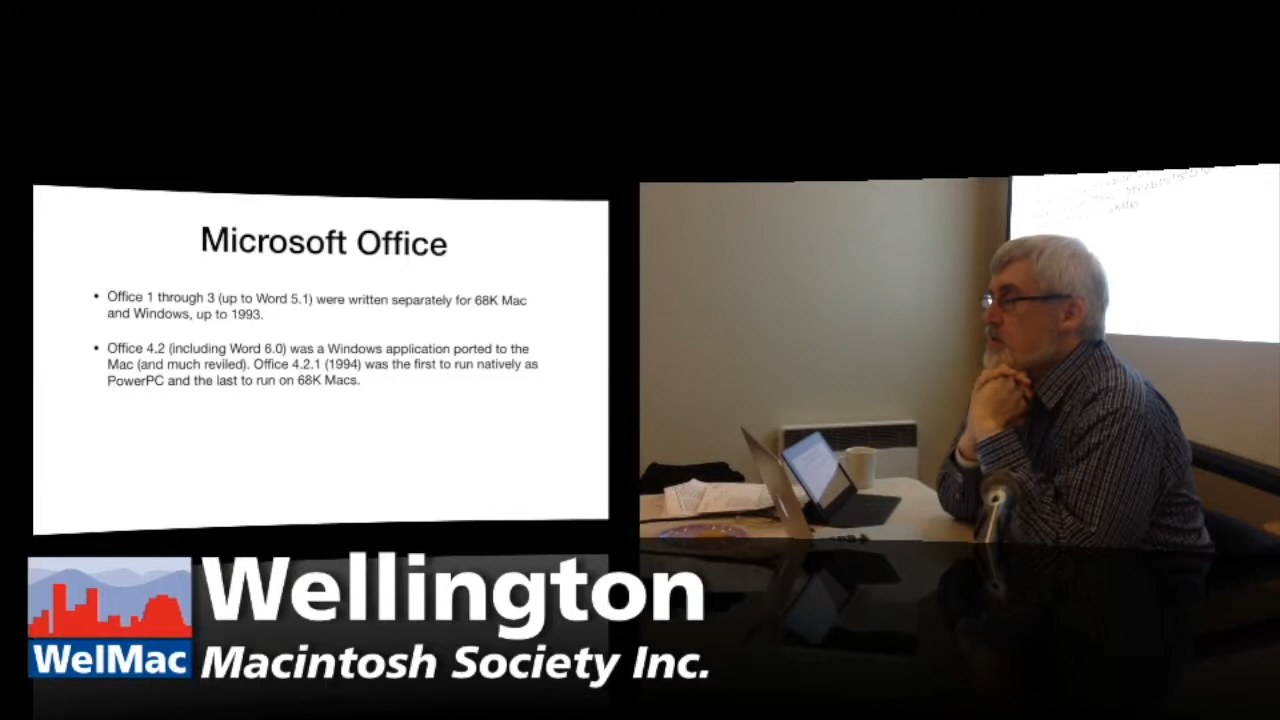 Microsoft Office
• Office 1 through 3 (up to Word 5.1) were written separately for 68K Mac
and Windows, up to 1993.
• Office 4.2 (including Word 6.0) was a Windows application ported to the
Mac (and much reviled). Office 4.2.1 (1994) was the first to run natively as
PowerPC and the last to run on 68K Macs.
WelMac
Wellington
Macintosh Society Inc.